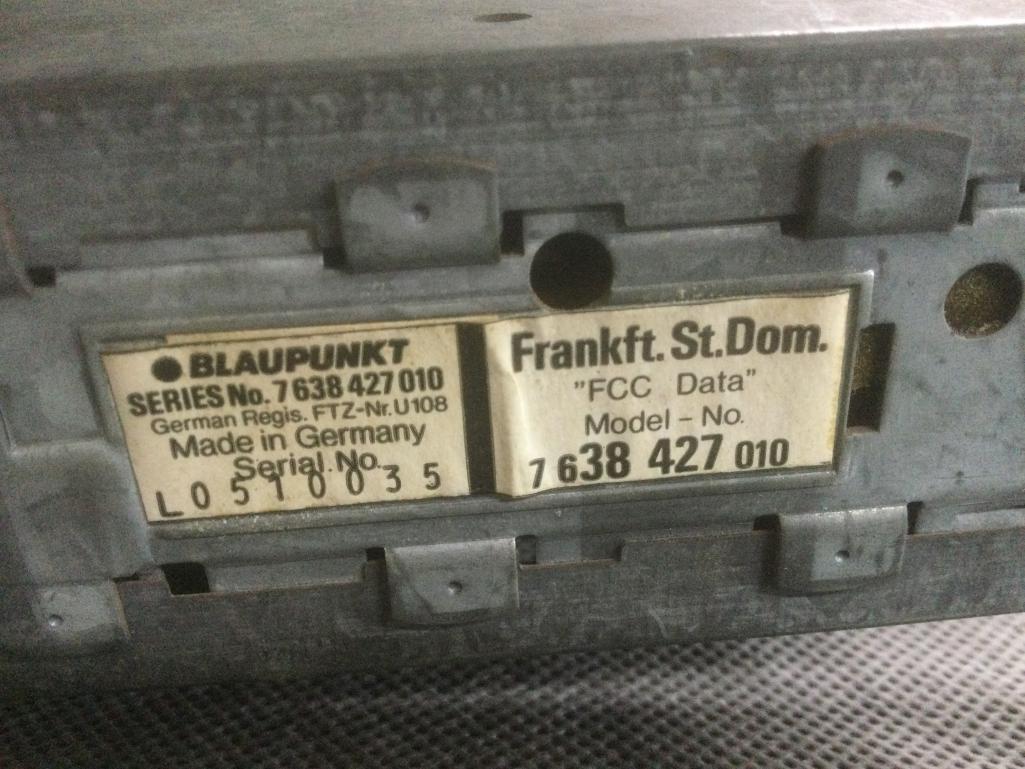 BLAUPUNKT
SERIES No. 7 638 427 010
German Regis. FTZ-Nr. U108
Made in Germany
Serial No.
L0510035
Frankft. St. Dom.
"FCC Data"
Model - No.
7 638 427 010